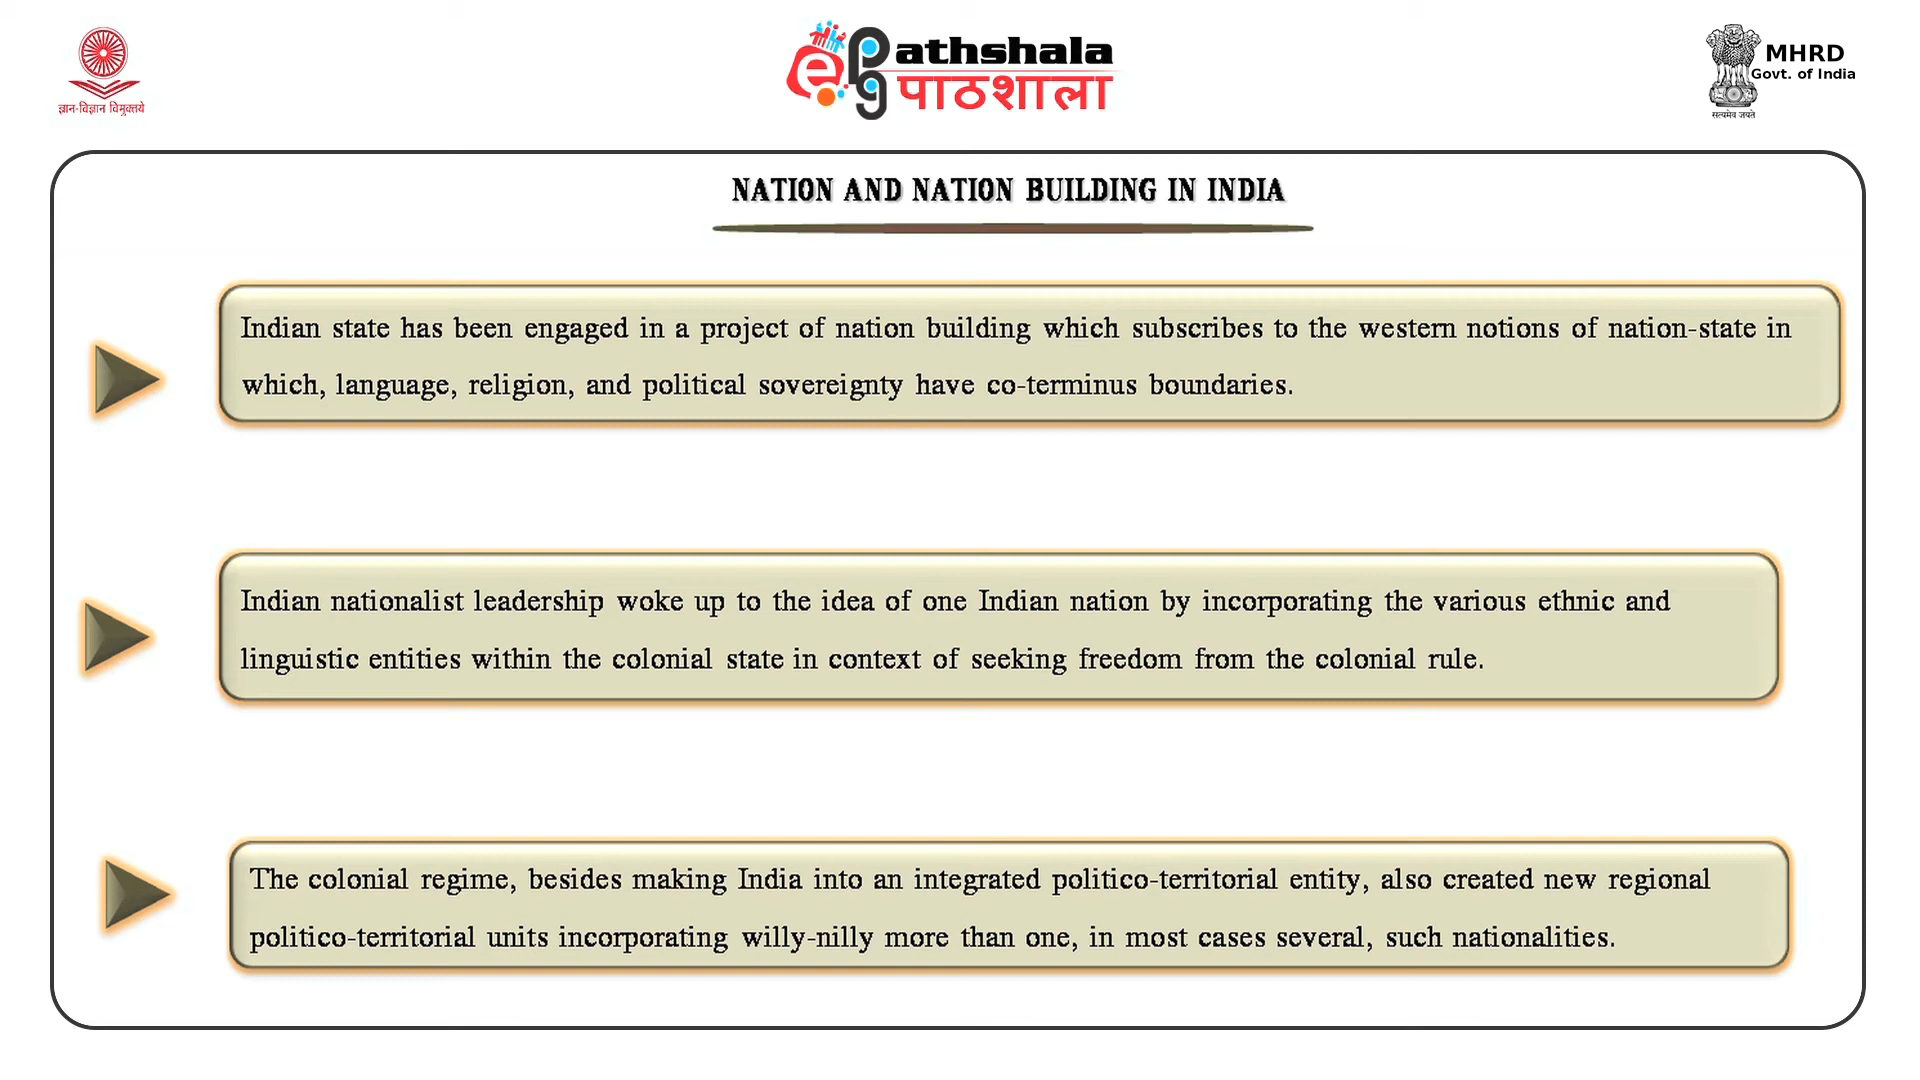 ज्ञान-विज्ञान विमुक्तये
e PG Pathshala
पाठशाला
MHRD
Govt. of India
सत्यमेव जयते
NATION AND NATION BUILDING IN INDIA
Indian state has been engaged in a project of nation building which subscribes to the western notions of nation-state in
which, language, religion, and political sovereignty have co-terminus boundaries.
Indian nationalist leadership woke up to the idea of one Indian nation by incorporating the various ethnic and
linguistic entities within the colonial state in context of seeking freedom from the colonial rule.
The colonial regime, besides making India into an integrated politico-territorial entity, also created new regional
politico-territorial units incorporating willy-nilly more than one, in most cases several, such nationalities.